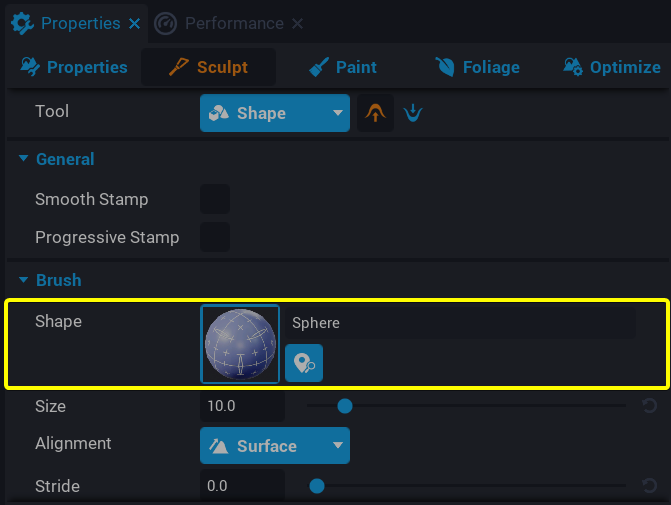 Properties Performance
Properties Sculpt Paint Foliage Optimize
Tool Shape
General
Smooth Stamp
Progressive Stamp
Brush
Shape Sphere
Size 10.0
Alignment Surface
Stride 0.0